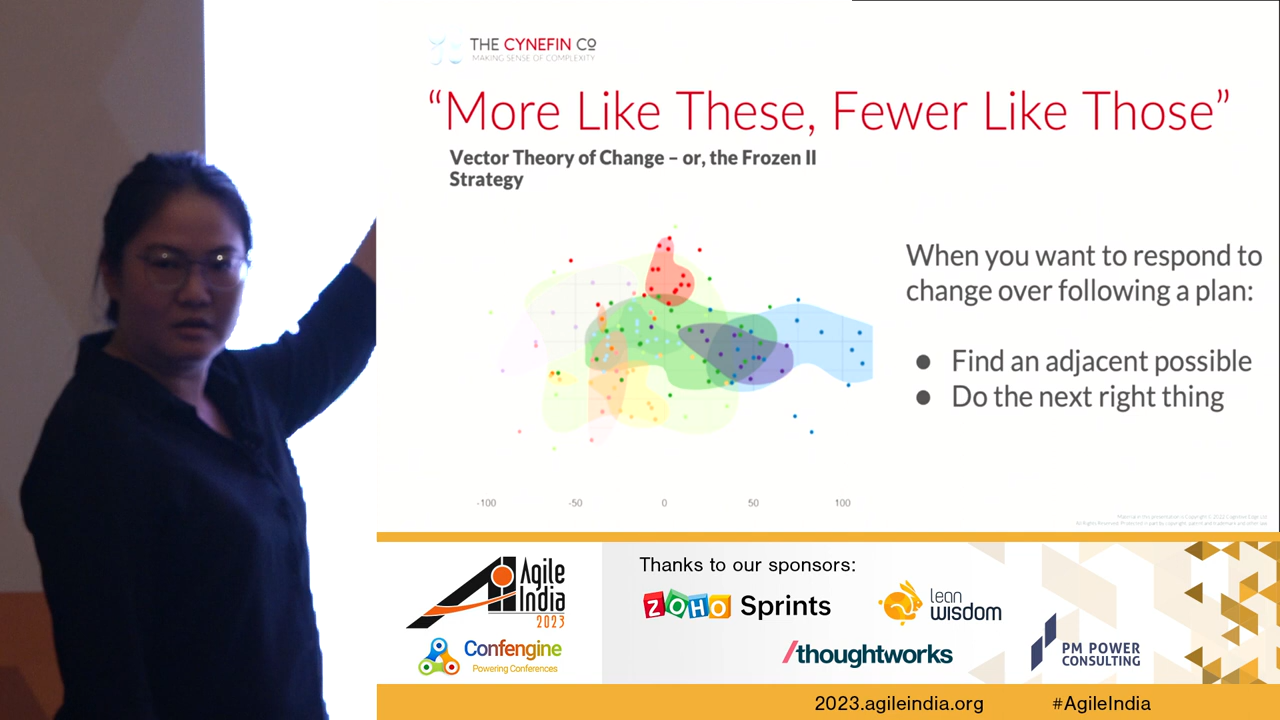 THE CYNEFIN CO
MAKING SENSE OF COMPLEXITY
“More Like These, Fewer Like Those”
Vector Theory of Change – or, the Frozen II
Strategy
When you want to respond to
change over following a plan:
● Find an adjacent possible
● Do the next right thing
-100 -50 0 50 100
Agile
India
2023
Confengine
Powering Conferences
Thanks to our sponsors:
ZOHO Sprints
lean
wisdom
/thoughtworks
PM POWER
CONSULTING
2023.agileindia.org #AgileIndia